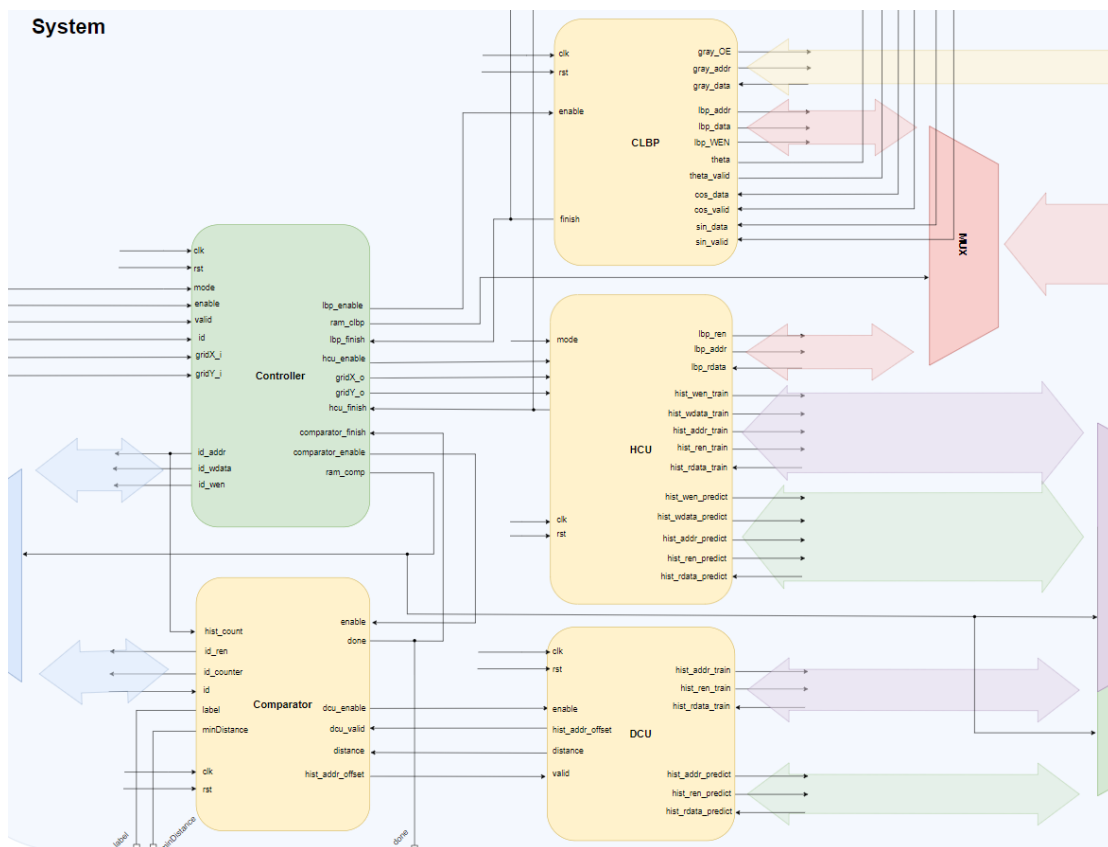 System
clk
rst
enable
finish
CLBP
gray_OE
gray_addr
gray_data
lbp_addr
lbp_data
lbp_WEN
theta
theta_valid
cos_data
cos_valid
sin_data
sin_valid
MUX
clk
rst
mode
enable
valid
id
gridX_i
gridY_i
Controller
lbp_enable
ram_clbp
lbp_finish
hcu_enable
gridX_o
gridY_o
hcu_finish
comparator_finish
comparator_enable
ram_comp
id_addr
id_wdata
id_wen
mode
HCU
clk
rst
lbp_ren
lbp_addr
lbp_rdata
hist_wen_train
hist_wdata_train
hist_addr_train
hist_ren_train
hist_rdata_train
hist_wen_predict
hist_wdata_predict
hist_addr_predict
hist_ren_predict
hist_rdata_predict
hist_count
id_ren
id_counter
id
label
minDistance
clk
rst
Comparator
enable
done
dcu_enable
dcu_valid
distance
hist_addr_offset
clk
rst
enable
hist_addr_offset
distance
valid
DCU
hist_addr_train
hist_ren_train
hist_rdata_train
hist_addr_predict
hist_ren_predict
hist_rdata_predict
label
minDistance
done